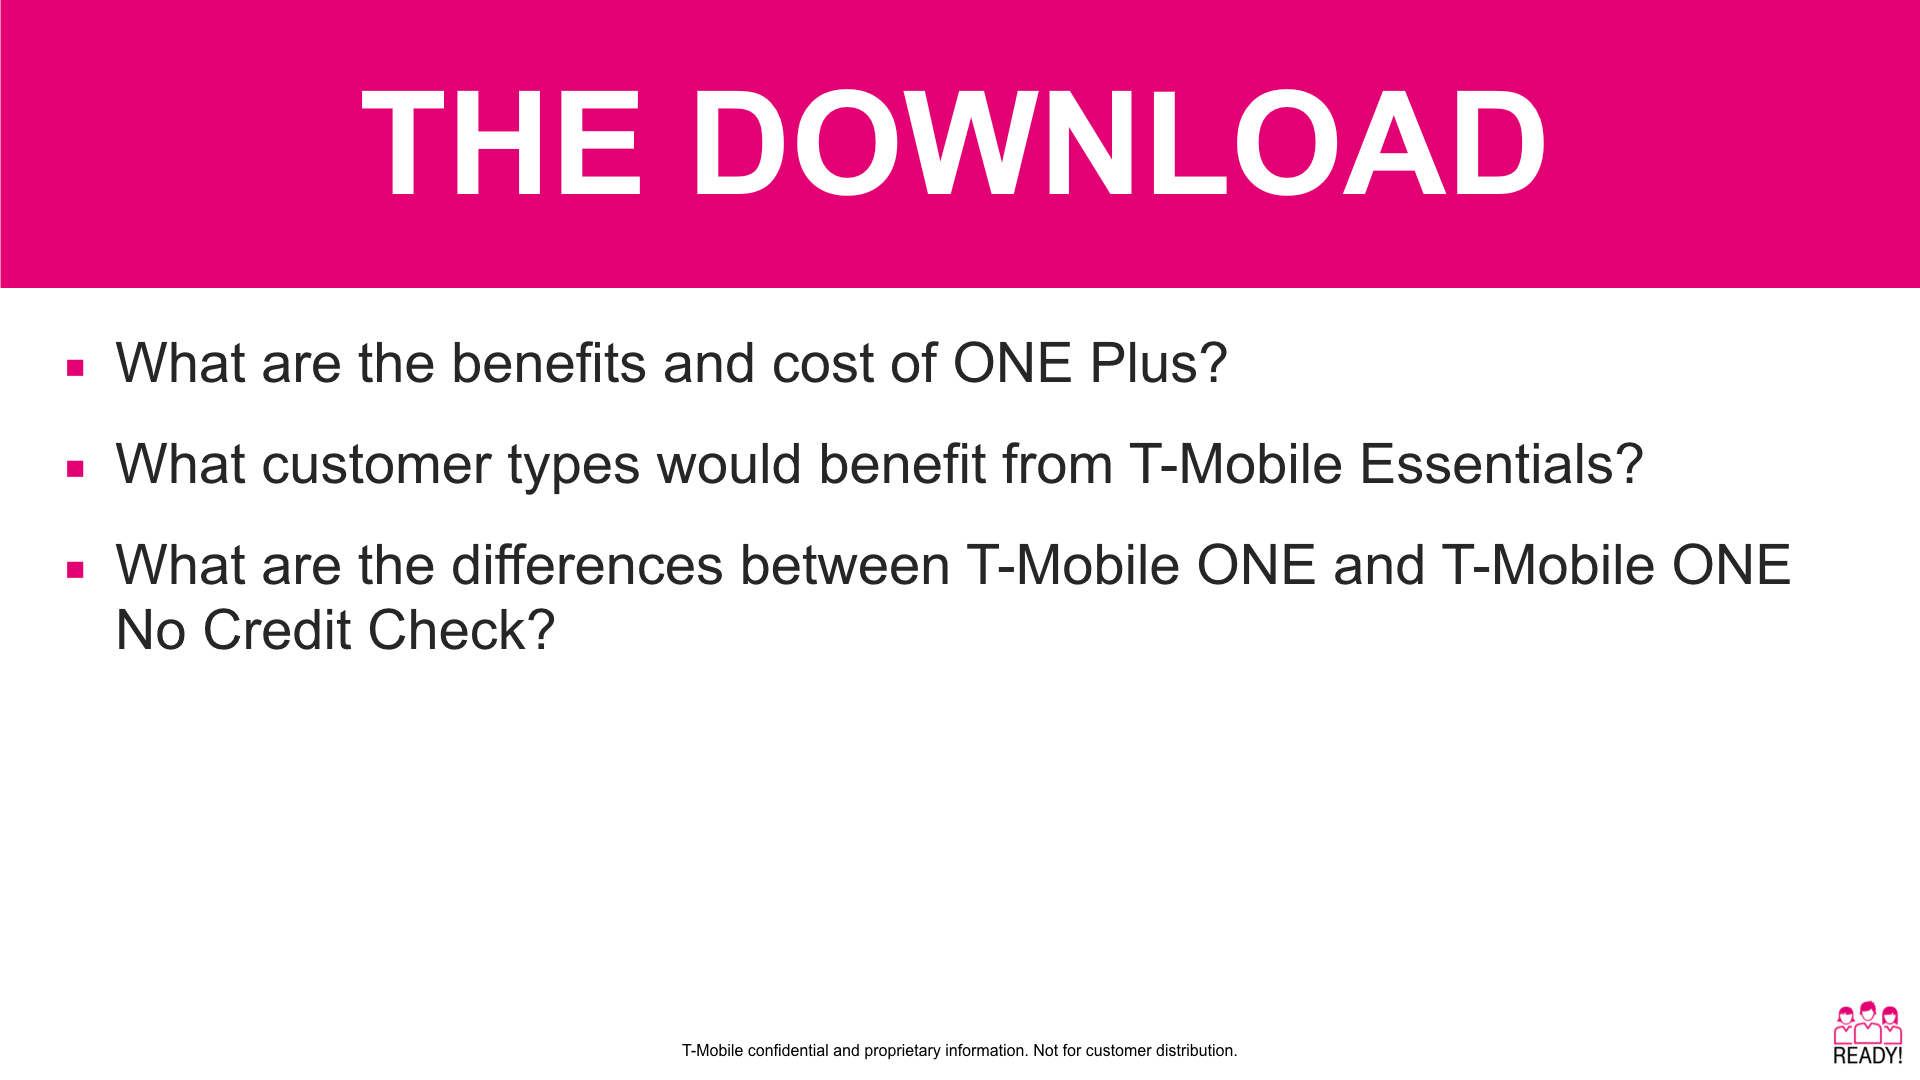 THE DOWNLOAD
▪ What are the benefits and cost of ONE Plus?
▪ What customer types would benefit from T-Mobile Essentials?
▪ What are the differences between T-Mobile ONE and T-Mobile ONE
No Credit Check?
T-Mobile confidential and proprietary information. Not for customer distribution.
READY!